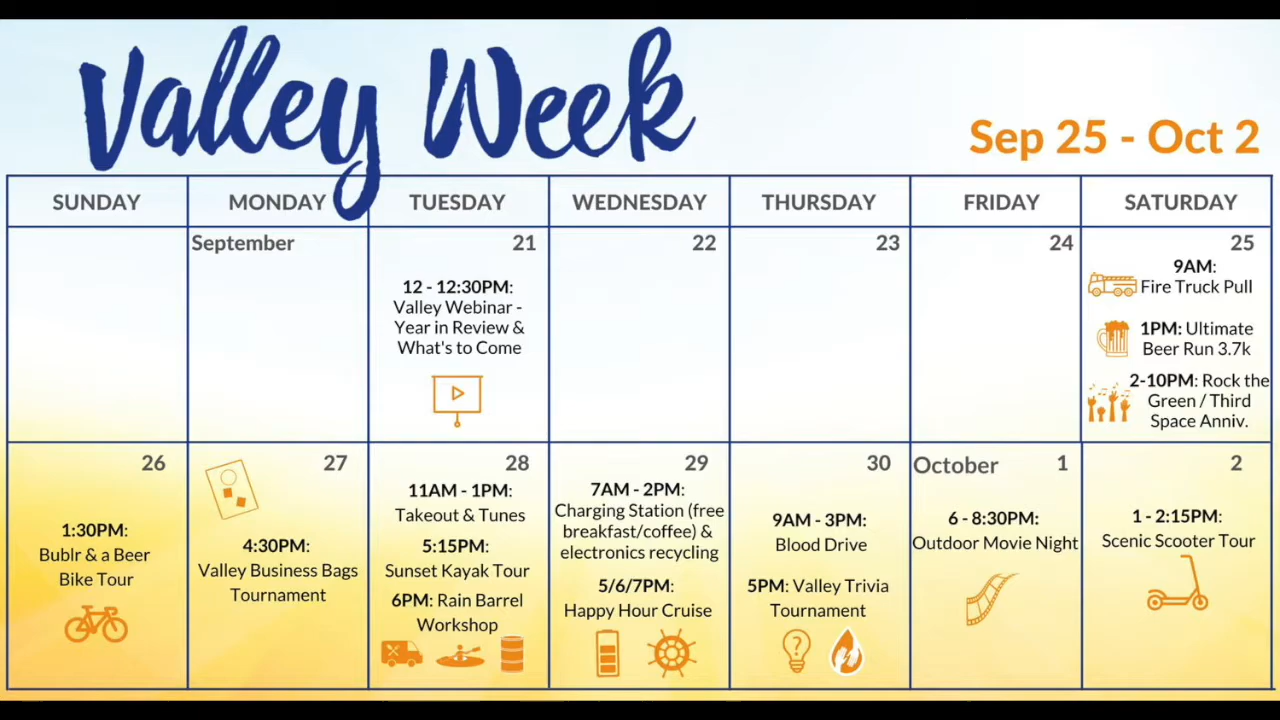 Valley Week
Sep 25 - Oct 2
SUNDAY
MONDAY
TUESDAY
WEDNESDAY
THURSDAY
FRIDAY
SATURDAY
September
21
12 - 12:30PM:
Valley Webinar -
Year in Review &
What's to Come
22
23
24
25
9AM:
Fire Truck Pull
1PM: Ultimate
Beer Run 3.7k
2-10PM: Rock the
Green / Third
Space Anniv.
26
1:30PM:
Bublr & a Beer
Bike Tour
27
4:30PM:
Valley Business Bags
Tournament
28
11AM - 1PM:
Takeout & Tunes
5:15PM:
Sunset Kayak Tour
6PM: Rain Barrel
Workshop
29
7AM - 2PM:
Charging Station (free
breakfast/coffee) &
electronics recycling
5/6/7PM:
Happy Hour Cruise
30
9AM - 3PM:
Blood Drive
5PM: Valley Trivia
Tournament
?
October 1
6 - 8:30PM:
Outdoor Movie Night
2
1 - 2:15PM:
Scenic Scooter Tour